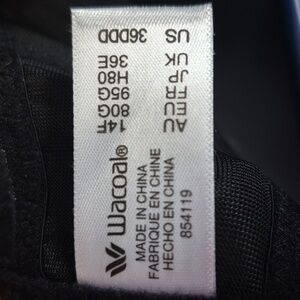 US 36DDD
UK 36E
JP H80
FR 95G
EU 80G
AU 14F
Wacoal®
MADE IN CHINA
FABRIQUE EN CHINE
HECHO EN CHINA
854119